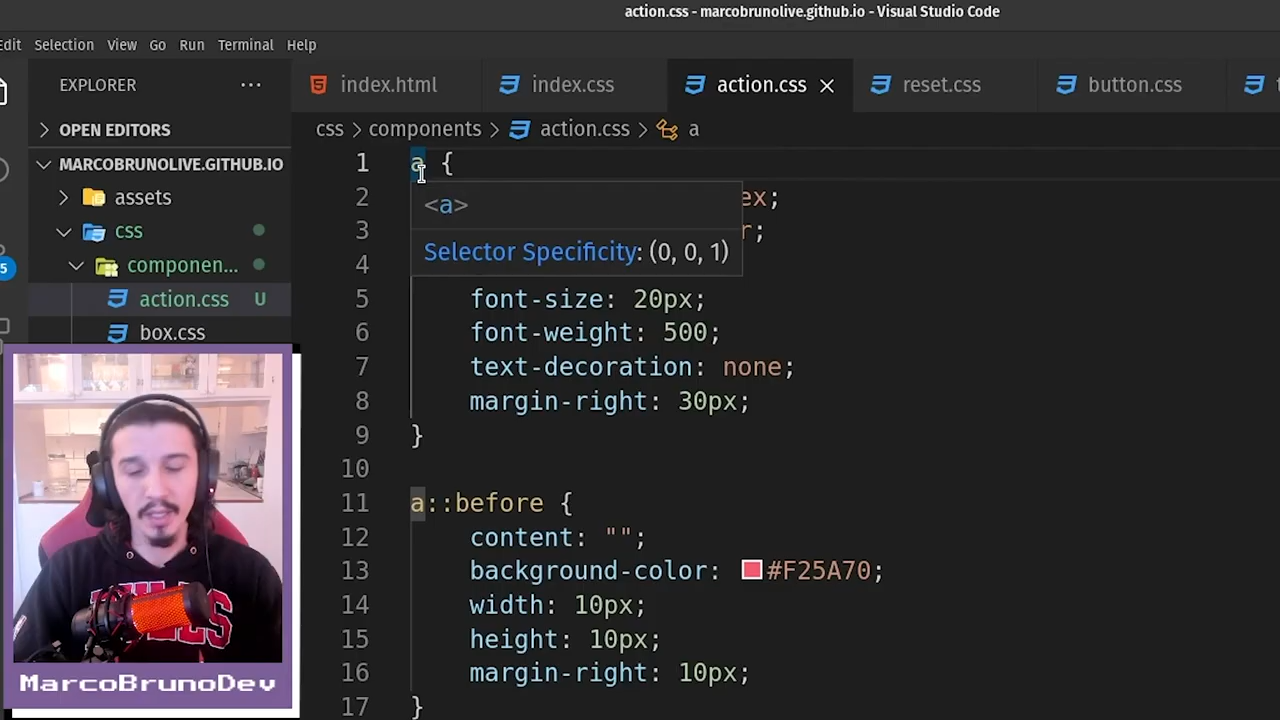 action.css - marcobrunolive.github.io - Visual Studio Code
Edit Selection View Go Run Terminal Help
EXPLORER ···
index.html index.css action.css reset.css button.css
OPEN EDITORS
css > components > action.css > a
MARCOBRUNOLIVE.GITHUB.IO
assets
css
componen...
action.css U
box.css
1 a {
<a>
Selector Specificity: (0, 0, 1)
2 ex;
3 r;
4
5 font-size: 20px;
6 font-weight: 500;
7 text-decoration: none;
8 margin-right: 30px;
9 }
10
11 a::before {
12 content: "";
13 background-color: #F25A70;
14 width: 10px;
15 height: 10px;
16 margin-right: 10px;
17 }
5
MarcoBrunoDev